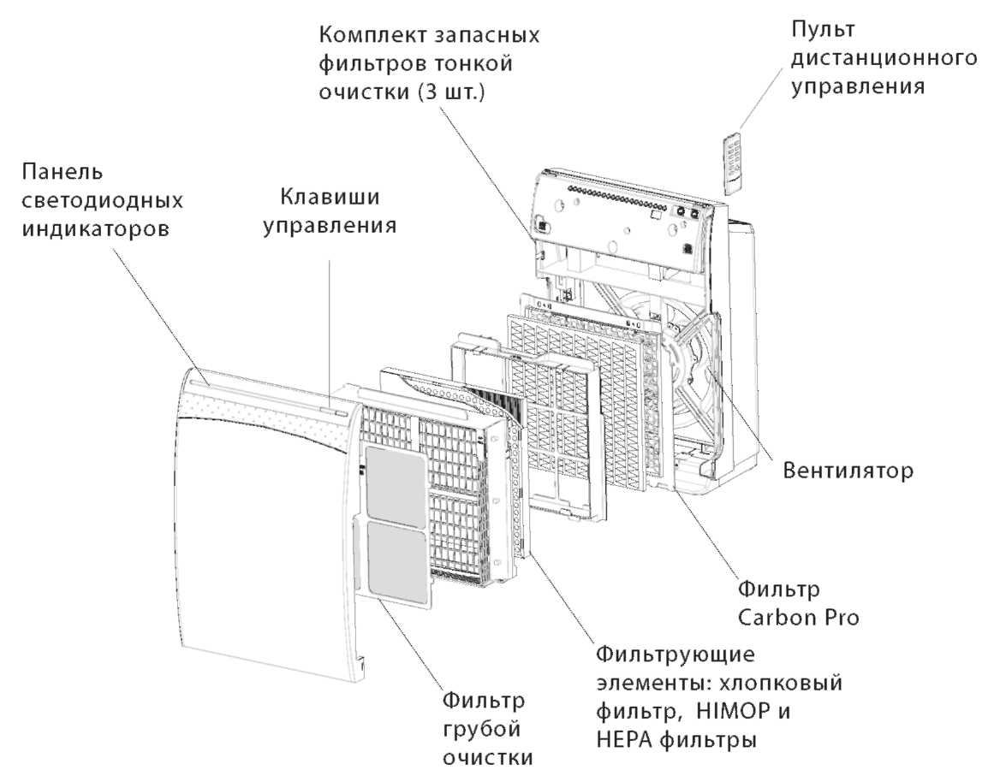 Комплект запасных
фильтров тонкой
очистки (3 шт.)
Пульт
дистанционного
управления
Панель
светодиодных
индикаторов
Клавиши
управления
Вентилятор
Фильтр
Carbon Pro
Фильтрующие
элементы: хлопковый
фильтр, HIMOP и
HEPA фильтры
Фильтр
грубой
очистки